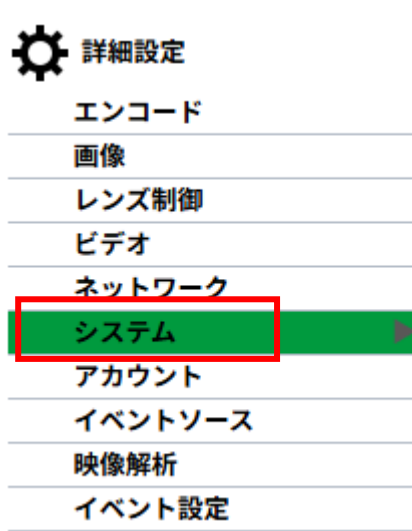 詳細設定
エンコード
画像
レンズ制御
ビデオ
ネットワーク
システム
アカウント
イベントソース
映像解析
イベント設定